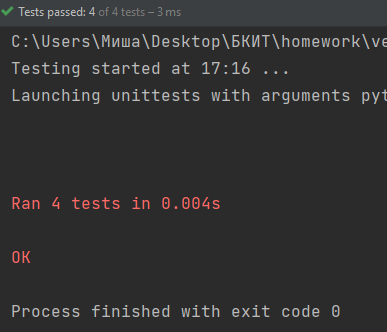 Tests passed: 4 of 4 tests – 3 ms
C:\Users\Миша\Desktop\БКИТ\homework\ve
Testing started at 17:16 ...
Launching unittests with arguments pyt
Ran 4 tests in 0.004s
OK
Process finished with exit code 0